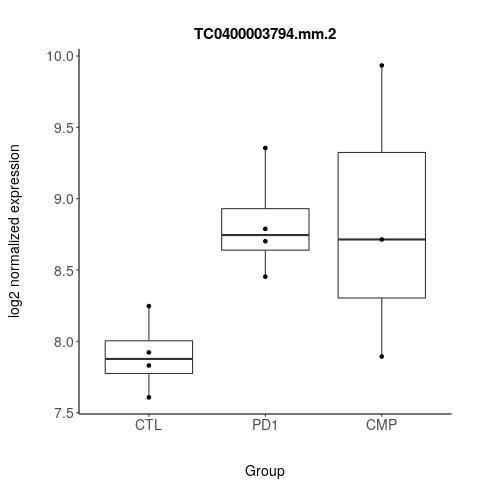 TC0400003794.mm.2
log2 normalized expression
10.0
9.5
9.0
8.5
8.0
7.5
CTL PD1 CMP
Group